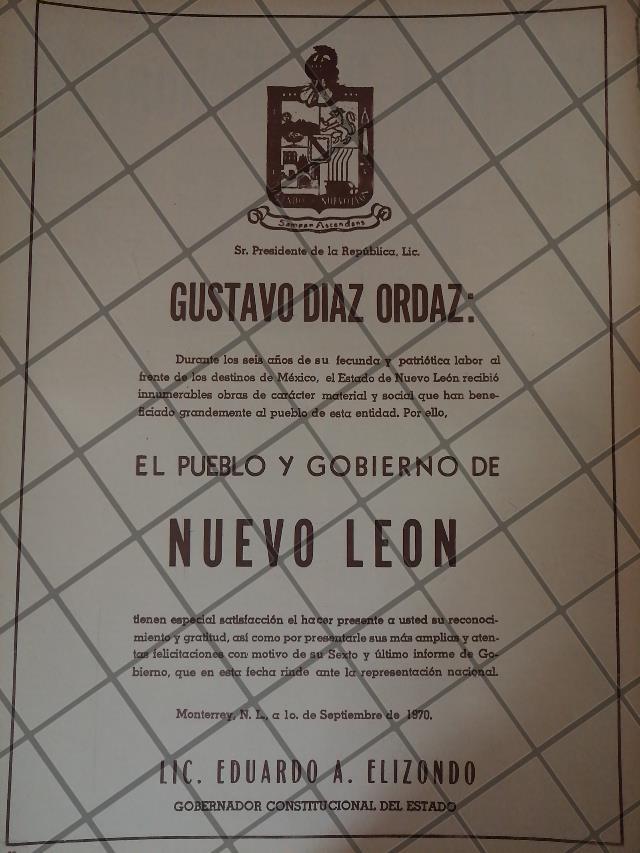 Semper Ascendens
Sr. Presidente de la República, Lic.
GUSTAVO DIAZ ORDAZ:
Durante los seis años de su fecunda y patriótica labor al
frente de los destinos de México, el Estado de Nuevo León recibió
innumerables obras de carácter material y social que han bene-
ficiado grandemente al pueblo de esta entidad. Por ello,
EL PUEBLO Y GOBIERNO DE
NUEVO LEON
tienen especial satisfacción el hacer presente a usted su reconoci-
miento y gratitud, así como por presentarle sus más amplias y aten-
tas felicitaciones con motivo de su Sexto y último informe de Go-
bierno, que en esta fecha rinde ante la representación nacional.
Monterrey, N. L., a 1o. de Septiembre de 1970.
LIC. EDUARDO A. ELIZONDO
GOBERNADOR CONSTITUCIONAL DEL ESTADO